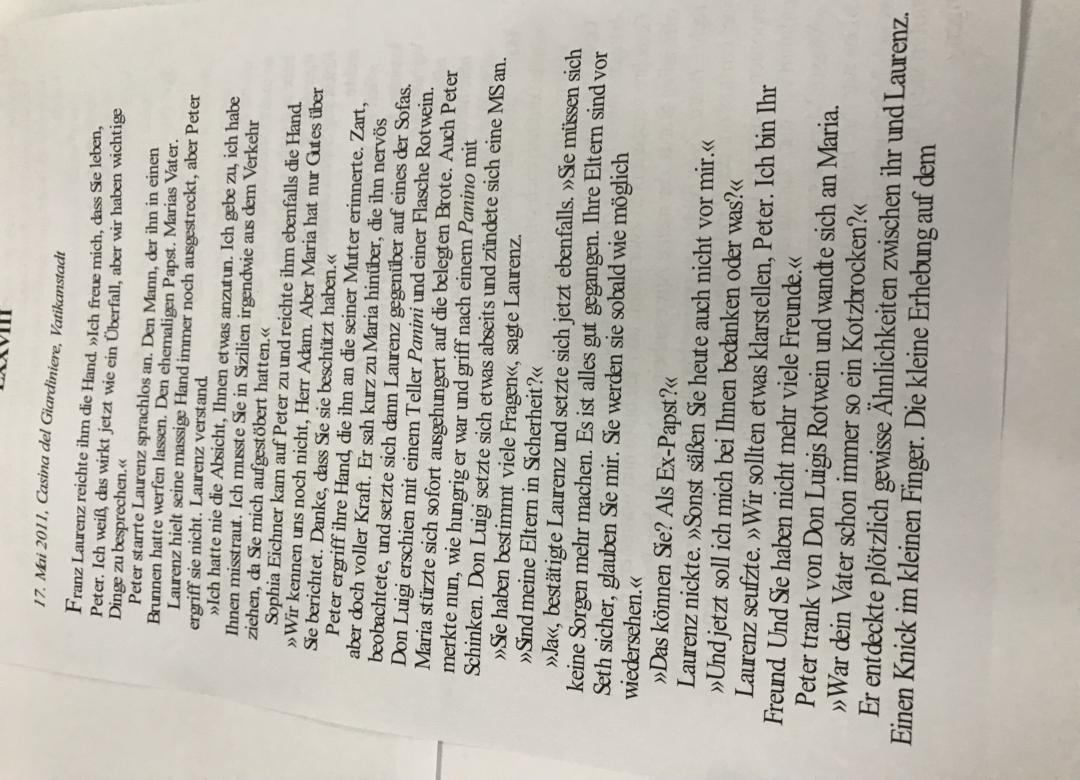 LXXVIII
17. Mai 2011, Casina del Giardiniere, Vatikanstadt
Franz Laurenz reichte ihm die Hand. »Ich freue mich, dass Sie leben,
Peter. Ich weiß, das wirkt jetzt wie ein Überfall, aber wir haben wichtige
Dinge zu besprechen.«
Peter starrte Laurenz sprachlos an. Den Mann, der ihn in einen
Brunnen hatte werfen lassen. Den ehemaligen Papst. Marias Vater.
Laurenz hielt seine massige Hand immer noch ausgestreckt, aber Peter
ergriff sie nicht. Laurenz verstand.
»Ich hatte nie die Absicht, Ihnen etwas anzutun. Ich gebe zu, ich habe
Ihnen misstraut. Ich musste Sie in Sizilien irgendwie aus dem Verkehr
ziehen, da Sie mich aufgestöbert hatten.«
Sophia Eichner kam auf Peter zu und reichte ihm ebenfalls die Hand.
»Wir kennen uns noch nicht, Herr Adam. Aber Maria hat nur Gutes über
Sie berichtet. Danke, dass Sie sie beschützt haben.«
Peter ergriff ihre Hand, die ihn an die seiner Mutter erinnerte. Zart,
aber doch voller Kraft. Er sah kurz zu Maria hinüber, die ihn nervös
beobachtete, und setzte sich dann Laurenz gegenüber auf eines der Sofas.
Don Luigi erschien mit einem Teller Panini und einer Flasche Rotwein.
Maria stürzte sich sofort ausgehungert auf die belegten Brote. Auch Peter
merkte nun, wie hungrig er war und griff nach einem Panino mit
Schinken. Don Luigi setzte sich etwas abseits und zündete sich eine MS an.
»Sie haben bestimmt viele Fragen«, sagte Laurenz.
»Sind meine Eltern in Sicherheit?«
»Ja«, bestätigte Laurenz und setzte sich jetzt ebenfalls. »Sie müssen sich
keine Sorgen mehr machen. Es ist alles gut gegangen. Ihre Eltern sind vor
Seth sicher, glauben Sie mir. Sie werden sie sobald wie möglich
wiedersehen.«
»Das können Sie? Als Ex-Papst?«
Laurenz nickte. »Sonst säßen Sie heute auch nicht vor mir.«
»Und jetzt soll ich mich bei Ihnen bedanken oder was?«
Laurenz seufzte. »Wir sollten etwas klarstellen, Peter. Ich bin Ihr
Freund. Und Sie haben nicht mehr viele Freunde.«
Peter trank von Don Luigis Rotwein und wandte sich an Maria.
»War dein Vater schon immer so ein Kotzbrocken?«
Er entdeckte plötzlich gewisse Ähnlichkeiten zwischen ihr und Laurenz.
Einen Knick im kleinen Finger. Die kleine Erhebung auf dem